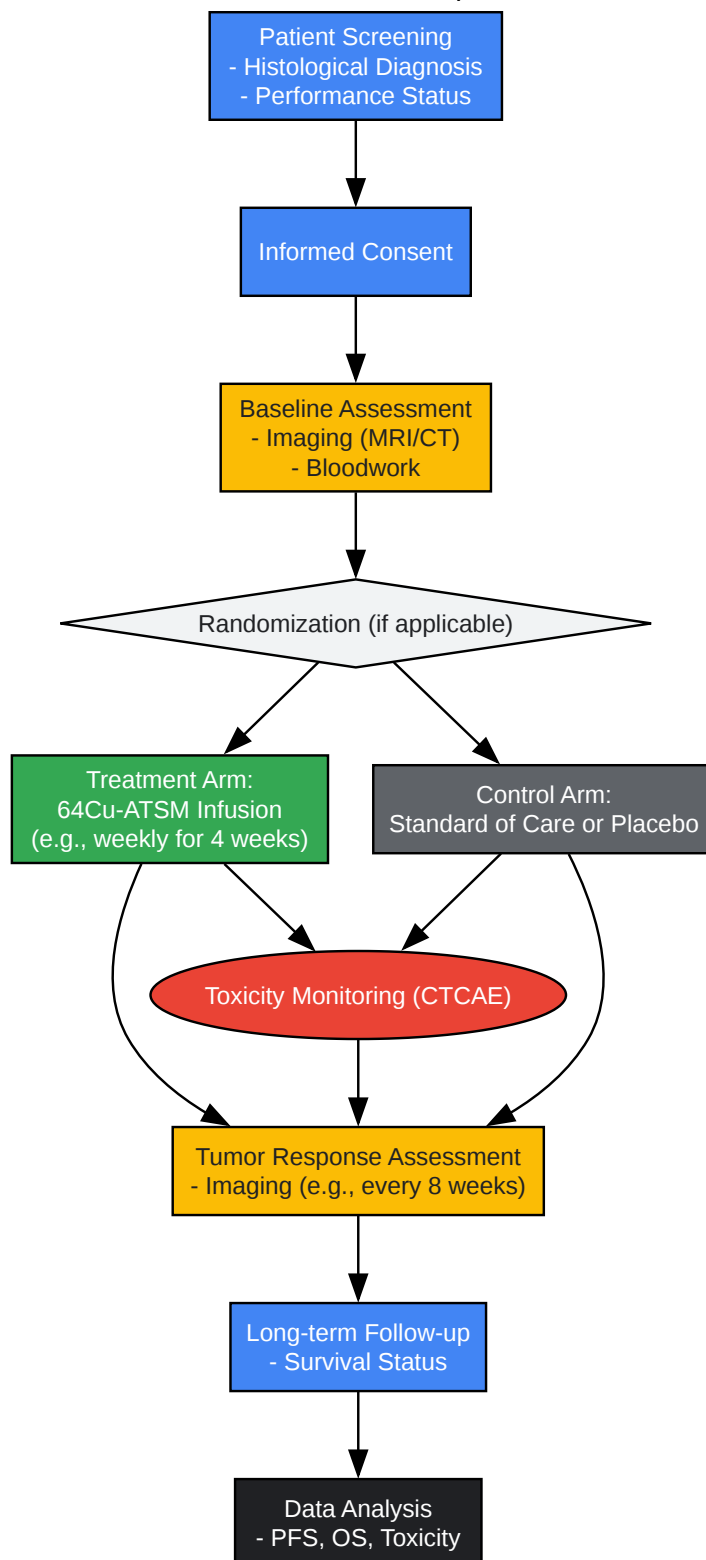 Patient Screening
- Histological Diagnosis
- Performance Status
Informed Consent
Baseline Assessment
- Imaging (MRI/CT)
- Bloodwork
Randomization (if applicable)
Treatment Arm:
64Cu-ATSM Infusion
(e.g., weekly for 4 weeks)
Control Arm:
Standard of Care or Placebo
Toxicity Monitoring (CTCAE)
Tumor Response Assessment
- Imaging (e.g., every 8 weeks)
Long-term Follow-up
- Survival Status
Data Analysis
- PFS, OS, Toxicity